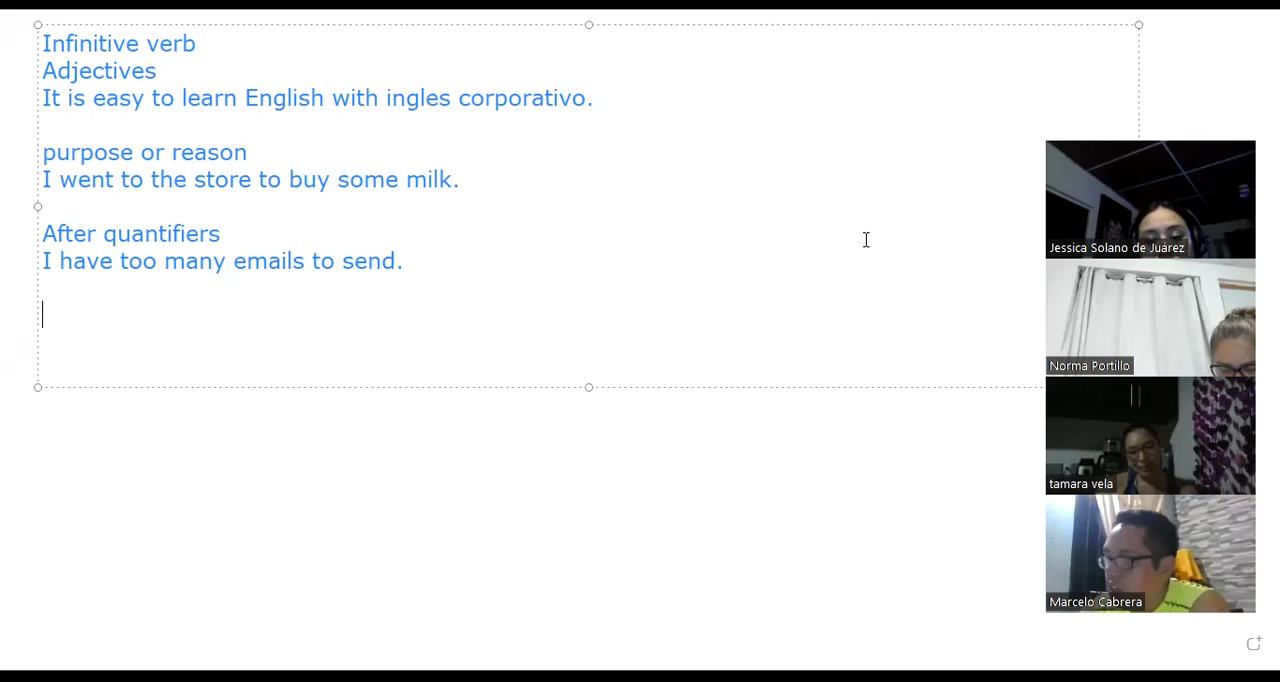 Infinitive verb
Adjectives
It is easy to learn English with ingles corporativo.
purpose or reason
I went to the store to buy some milk.
After quantifiers
I have too many emails to send.
Jessica Solano de Juárez
Norma Portillo
tamara vela
Marcelo Cabrera